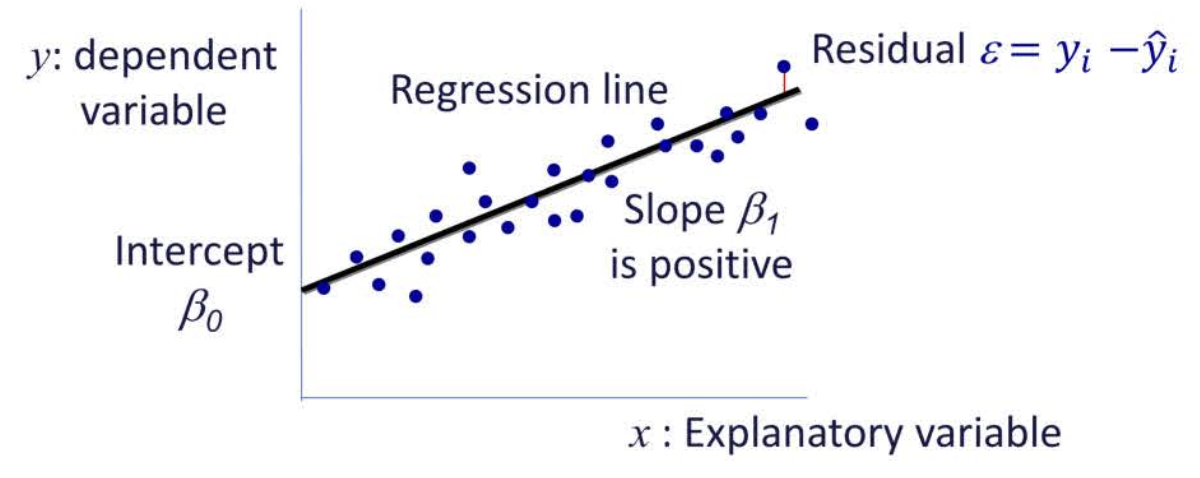 y: dependent
variable
Regression line
Residual ε = yᵢ −ŷᵢ
Intercept
β₀
Slope β₁
is positive
x : Explanatory variable